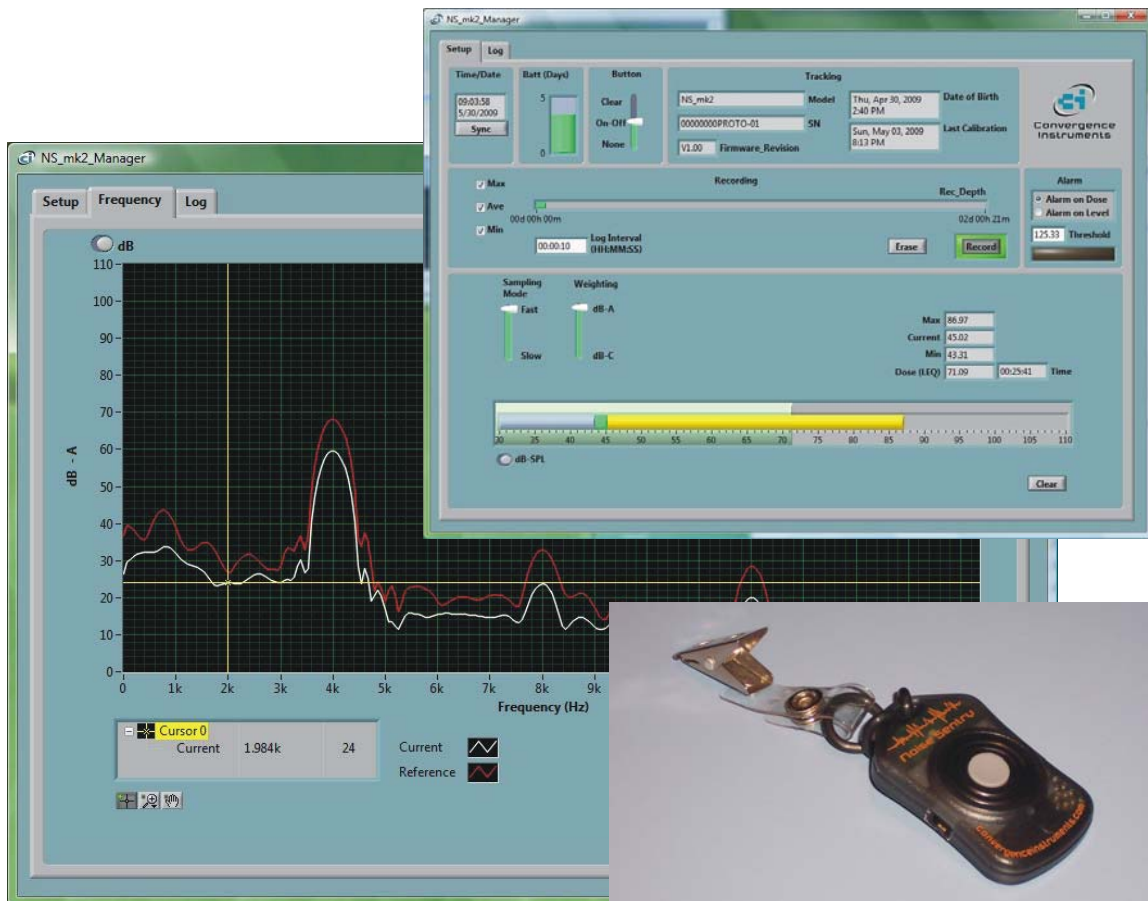 NS_mk2_Manager
Setup Log
Time/Date Batt (Days) Button Tracking
09:03:58
5/30/2009
Sync
5
0
Clear
On-Off
None
NS_mk2 Model
00000000PROTO-01 SN
V1.00 Firmware_Revision
Thu, Apr 30, 2009
2:40 PM
Date of Birth
Sun, May 03, 2009
8:13 PM
Last Calibration
ci
Convergence
Instruments
Recording
Max
Ave
Min
Rec_Depth
00d 00h 00m 02d 00h 21m
00:00:10 Log Interval
(HH:MM:SS)
Erase Record
Alarm
Alarm on Dose
Alarm on Level
125.33 Threshold
Sampling
Mode
Fast
Slow
Weighting
dB-A
dB-C
Max 86.97
Current 45.02
Min 43.31
Dose (LEQ) 71.09 00:25:41 Time
30 35 40 45 50 55 60 65 70 75 80 85 90 95 100 105 110
dB-SPL
Clear
NS_mk2_Manager
Setup Frequency Log
dB
110
100
90
80
70
60
50
40
30
20
10
0
dB - A
0 1k 2k 3k 4k 5k 6k 7k 8k 9k
Frequency (Hz)
Cursor 0
Current 1.984k 24
Current
Reference
Noise Sentry
convergenceinstruments.com